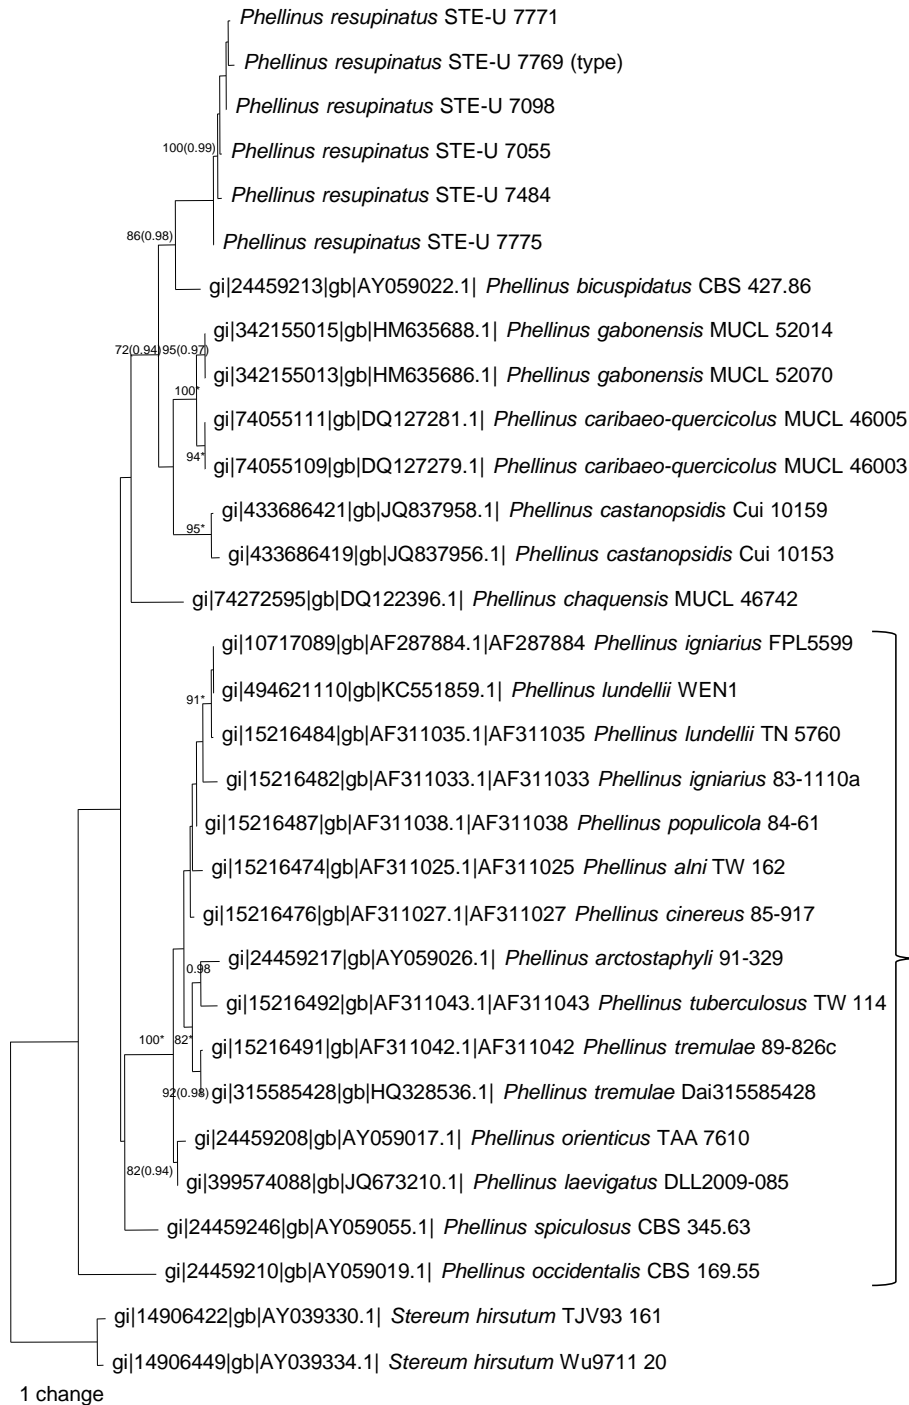 Phellinus resupinatus STE-U 7771
Phellinus resupinatus STE-U 7769 (type)
Phellinus resupinatus STE-U 7098
100(0.99)
Phellinus resupinatus STE-U 7055
Phellinus resupinatus STE-U 7484
86(0.98)
Phellinus resupinatus STE-U 7775
gi|24459213|gb|AY059022.1| Phellinus bicuspidatus CBS 427.86
gi|342155015|gb|HM635688.1| Phellinus gabonensis MUCL 52014
72(0.94) 95(0.97)
gi|342155013|gb|HM635686.1| Phellinus gabonensis MUCL 52070
100*
gi|74055111|gb|DQ127281.1| Phellinus caribaeo-quercicolus MUCL 46005
94*
gi|74055109|gb|DQ127279.1| Phellinus caribaeo-quercicolus MUCL 46003
gi|433686421|gb|JQ837958.1| Phellinus castanopsidis Cui 10159
95*
gi|433686419|gb|JQ837956.1| Phellinus castanopsidis Cui 10153
gi|74272595|gb|DQ122396.1| Phellinus chaquensis MUCL 46742
gi|10717089|gb|AF287884.1|AF287884 Phellinus igniarius FPL5599
gi|494621110|gb|KC551859.1| Phellinus lundellii WEN1
91*
gi|15216484|gb|AF311035.1|AF311035 Phellinus lundellii TN 5760
gi|15216482|gb|AF311033.1|AF311033 Phellinus igniarius 83-1110a
gi|15216487|gb|AF311038.1|AF311038 Phellinus populicola 84-61
gi|15216474|gb|AF311025.1|AF311025 Phellinus alni TW 162
gi|15216476|gb|AF311027.1|AF311027 Phellinus cinereus 85-917
gi|24459217|gb|AY059026.1| Phellinus arctostaphyli 91-329
0.98
gi|15216492|gb|AF311043.1|AF311043 Phellinus tuberculosus TW 114
100* 82*
gi|15216491|gb|AF311042.1|AF311042 Phellinus tremulae 89-826c
92(0.98) gi|315585428|gb|HQ328536.1| Phellinus tremulae Dai315585428
gi|24459208|gb|AY059017.1| Phellinus orienticus TAA 7610
82(0.94)
gi|399574088|gb|JQ673210.1| Phellinus laevigatus DLL2009-085
gi|24459246|gb|AY059055.1| Phellinus spiculosus CBS 345.63
gi|24459210|gb|AY059019.1| Phellinus occidentalis CBS 169.55
gi|14906422|gb|AY039330.1| Stereum hirsutum TJV93 161
gi|14906449|gb|AY039334.1| Stereum hirsutum Wu9711 20
1 change